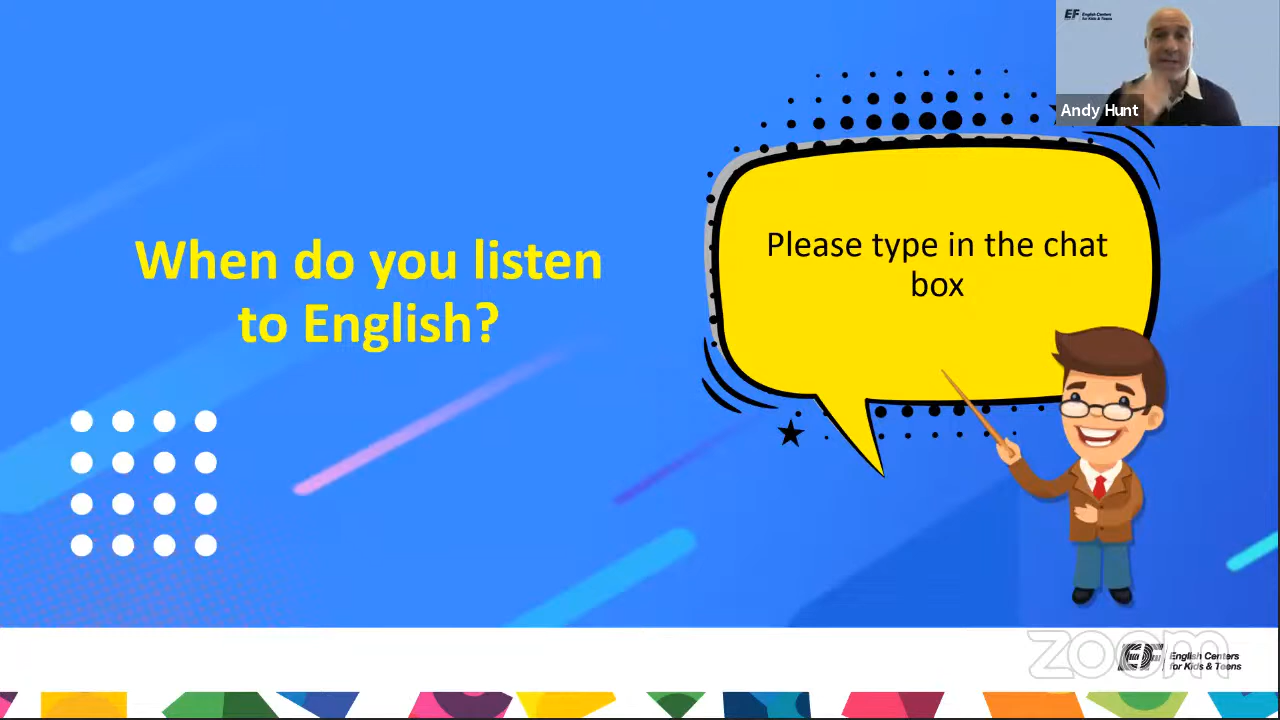 EF English Centers
for Kids & Teens
Andy Hunt
Please type in the chat
box
When do you listen
to English?
zoom
EF English Centers
for Kids & Teens